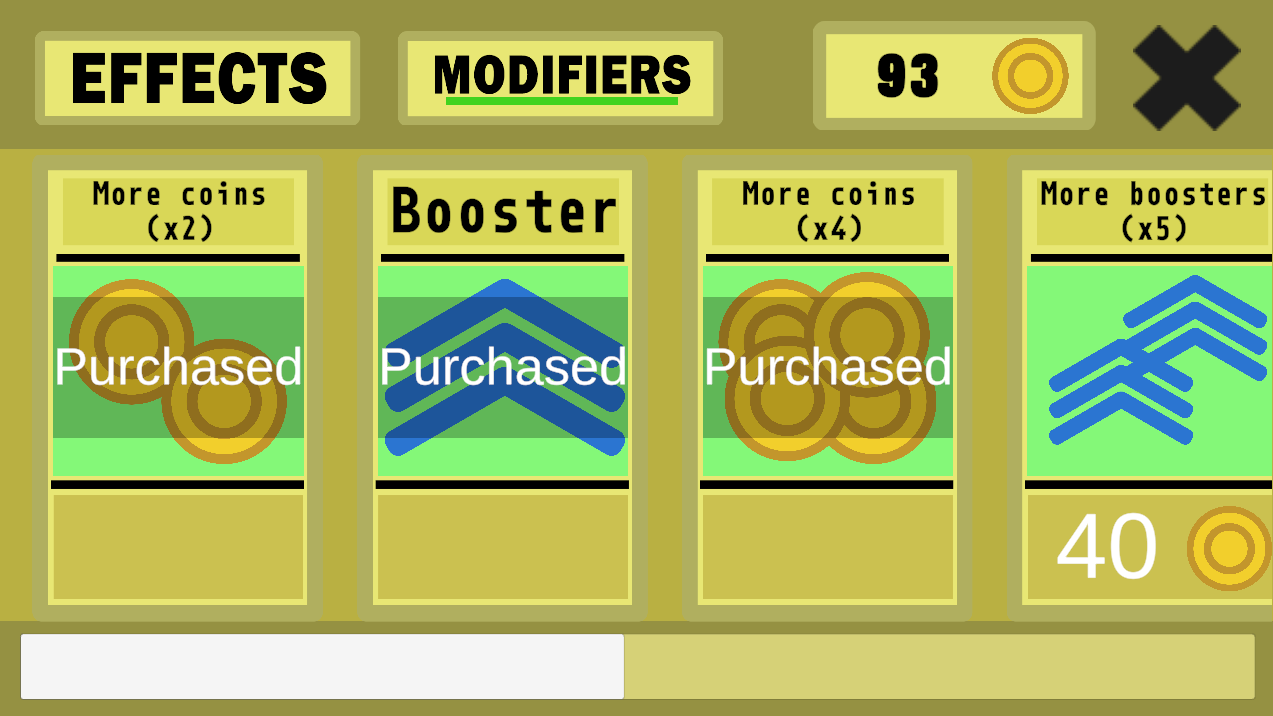 EFFECTS
MODIFIERS
93
More coins
(x2)
Booster
More coins
(x4)
More boosters
(x5)
Purchased
Purchased
Purchased
40